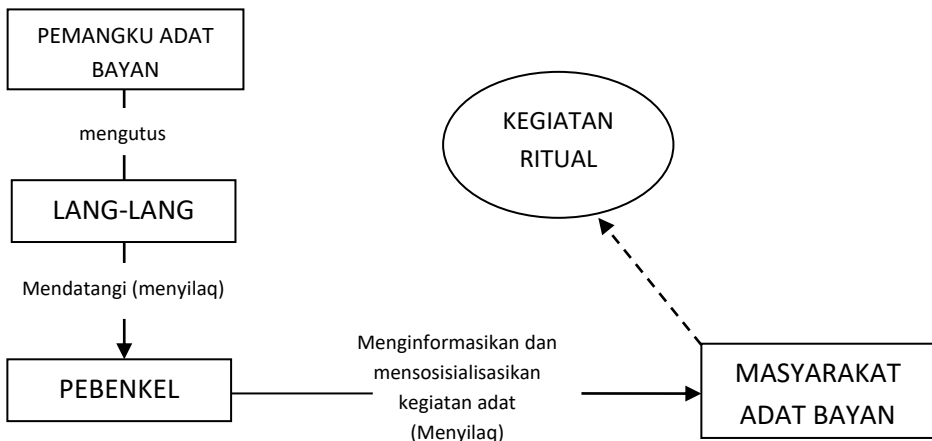 PEMANGKU ADAT
BAYAN
mengutus
LANG-LANG
Mendatangi (menyilaq)
PEBENKEL
Menginformasikan dan
mensosisialisasikan
kegiatan adat
(Menyilaq)
MASYARAKAT
ADAT BAYAN
KEGIATAN
RITUAL